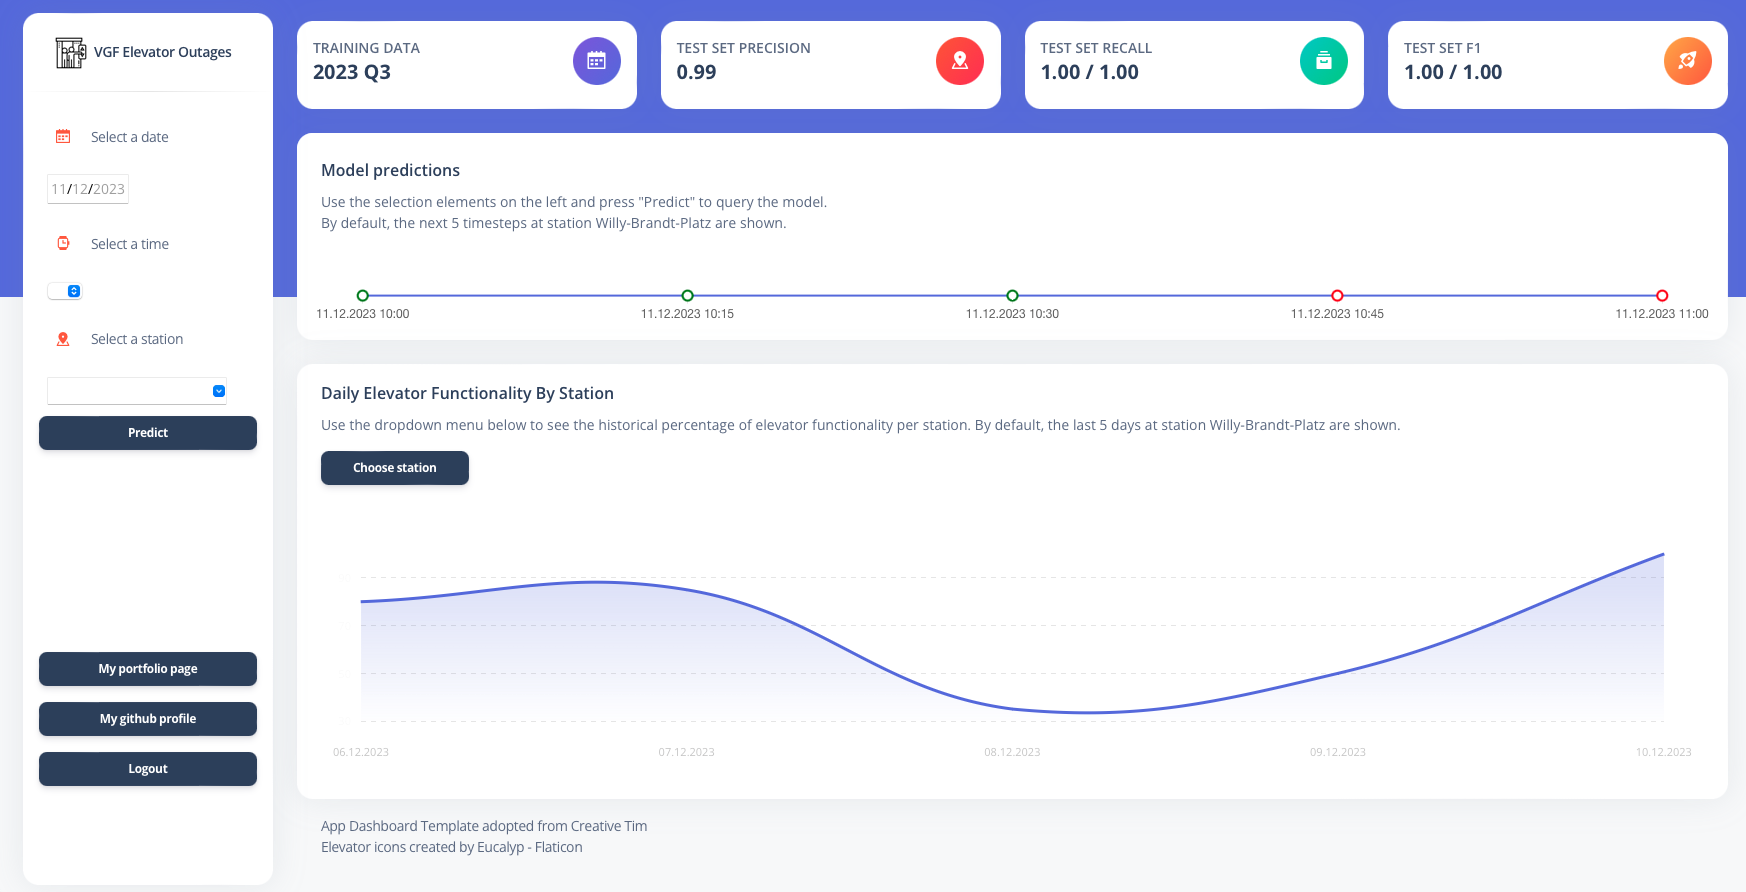 VGF Elevator Outages
Select a date
11/12/2023
Select a time
Select a station
Predict
My portfolio page
My github profile
Logout
TRAINING DATA
2023 Q3
TEST SET PRECISION
0.99
TEST SET RECALL
1.00 / 1.00
TEST SET F1
1.00 / 1.00
Model predictions
Use the selection elements on the left and press "Predict" to query the model.
By default, the next 5 timesteps at station Willy-Brandt-Platz are shown.
11.12.2023 10:00
11.12.2023 10:15
11.12.2023 10:30
11.12.2023 10:45
11.12.2023 11:00
Daily Elevator Functionality By Station
Use the dropdown menu below to see the historical percentage of elevator functionality per station. By default, the last 5 days at station Willy-Brandt-Platz are shown.
Choose station
06.12.2023
07.12.2023
08.12.2023
09.12.2023
10.12.2023
App Dashboard Template adopted from Creative Tim
Elevator icons created by Eucalyp - Flaticon